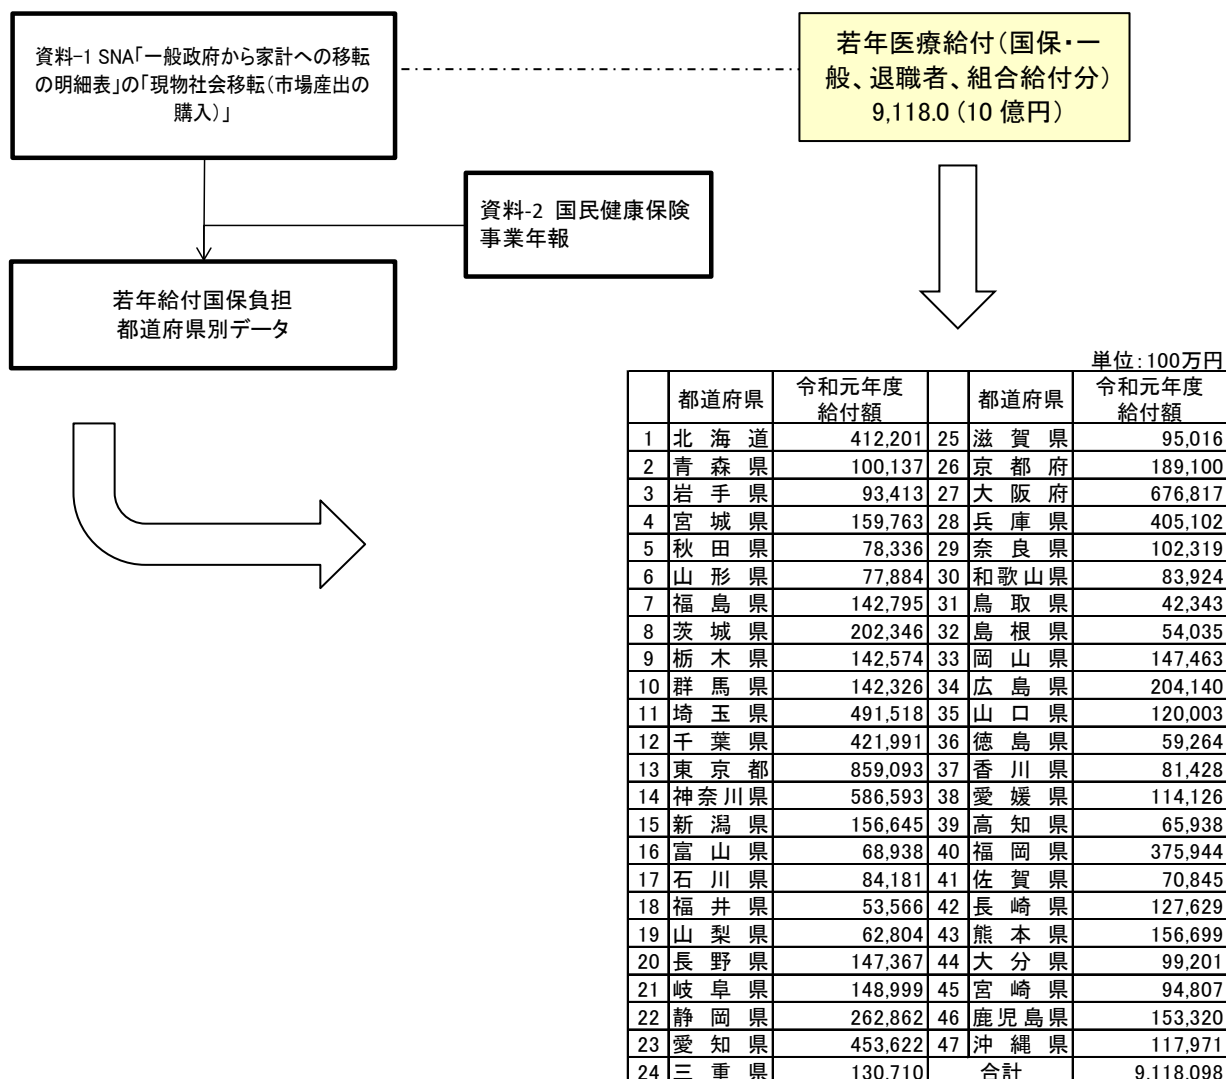 資料-1 SNA「一般政府から家計への移転
の明細表」の「現物社会移転(市場産出の
購入)」
若年医療給付(国保・一
般、退職者、組合給付分)
9,118.0 (10 億円)
資料-2 国民健康保険
事業年報
若年給付国保負担
都道府県別データ
単位:100万円
都道府県 令和元年度 都道府県 令和元年度
給付額 給付額
1 北海道 412,201 25 滋賀県 95,016
2 青森県 100,137 26 京都府 189,100
3 岩手県 93,413 27 大阪府 676,817
4 宮城県 159,763 28 兵庫県 405,102
5 秋田県 78,336 29 奈良県 102,319
6 山形県 77,884 30 和歌山県 83,924
7 福島県 142,795 31 鳥取県 42,343
8 茨城県 202,346 32 島根県 54,035
9 栃木県 142,574 33 岡山県 147,463
10 群馬県 142,326 34 広島県 204,140
11 埼玉県 491,518 35 山口県 120,003
12 千葉県 421,991 36 徳島県 59,264
13 東京都 859,093 37 香川県 81,428
14 神奈川県 586,593 38 愛媛県 114,126
15 新潟県 156,645 39 高知県 65,938
16 富山県 68,938 40 福岡県 375,944
17 石川県 84,181 41 佐賀県 70,845
18 福井県 53,566 42 長崎県 127,629
19 山梨県 62,804 43 熊本県 156,699
20 長野県 147,367 44 大分県 99,201
21 岐阜県 148,999 45 宮崎県 94,807
22 静岡県 262,862 46 鹿児島県 153,320
23 愛知県 453,622 47 沖縄県 117,971
24 三重県 130,710 合計 9,118,098